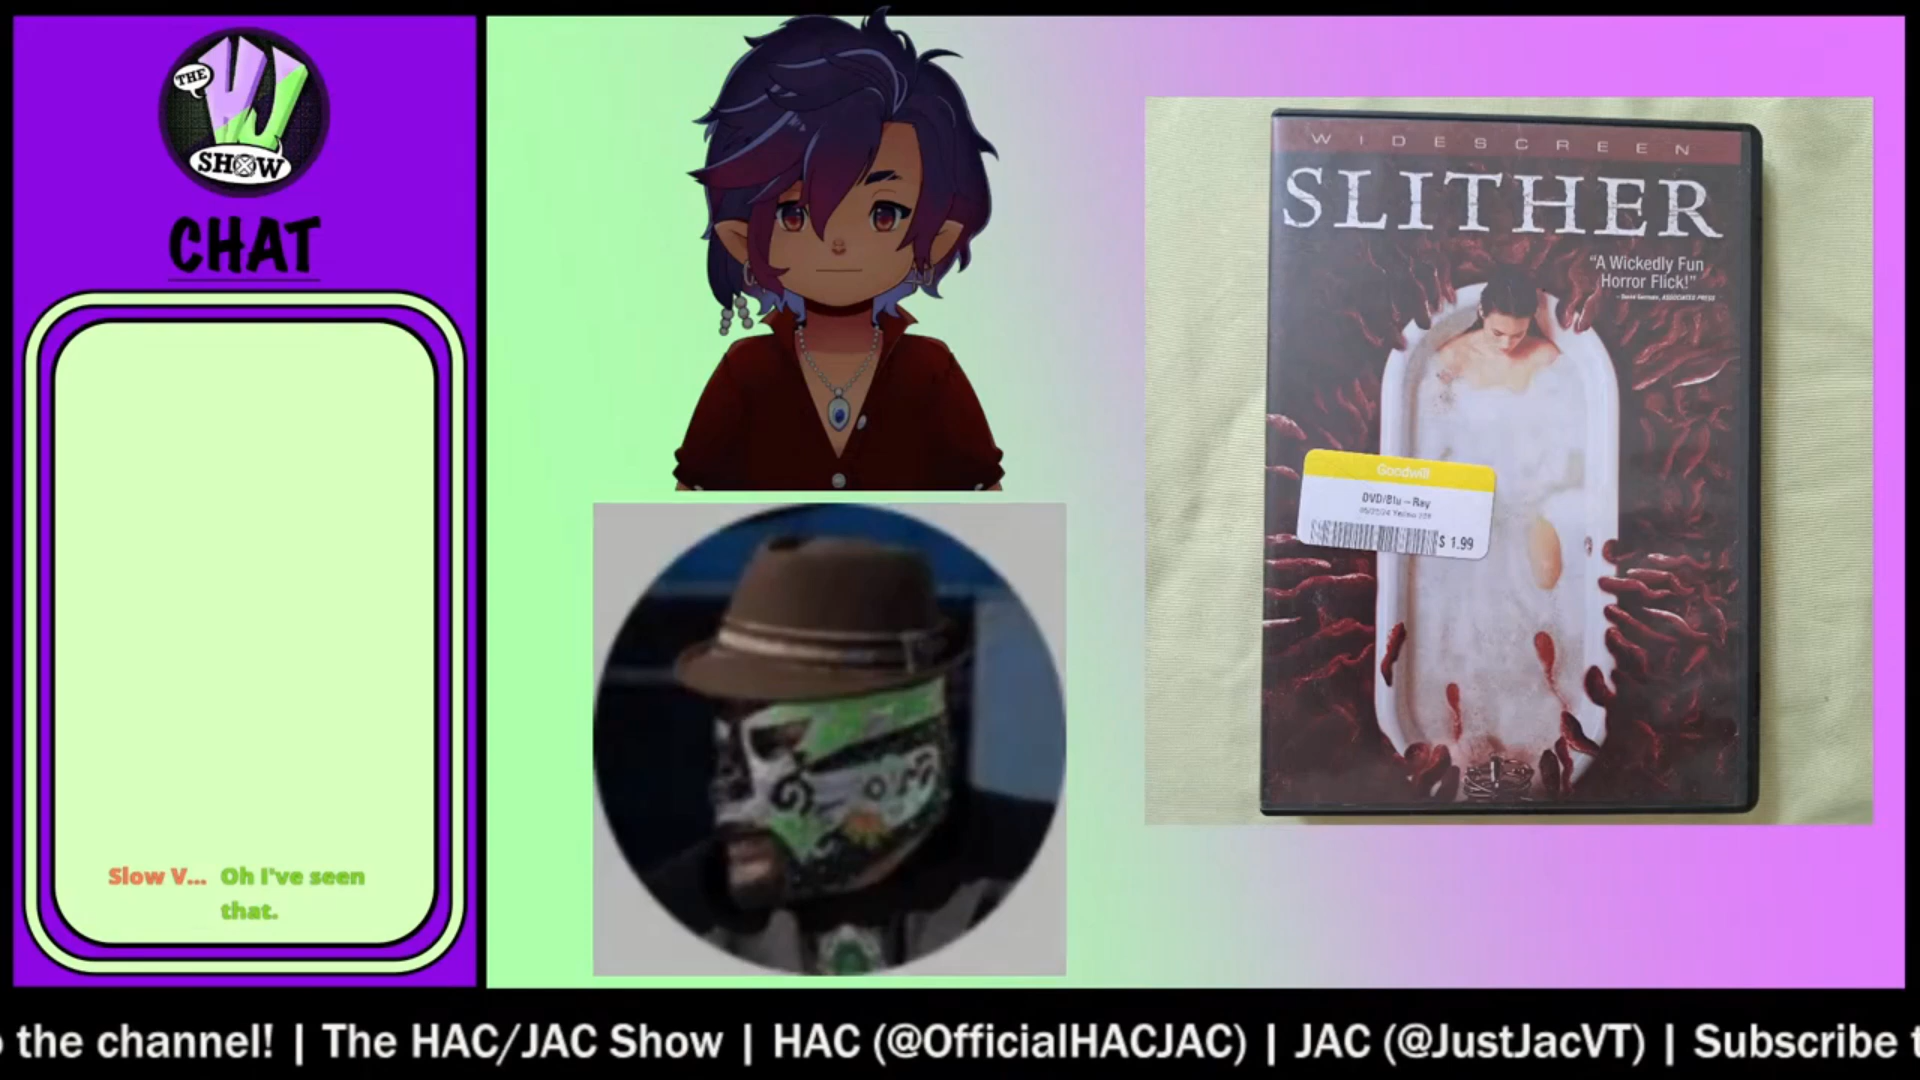 THE
HJ
SHOW
CHAT
Slow V... Oh I've seen
that.
WIDESCREEN
SLITHER
"A Wickedly Fun
Horror Flick!"
Goodwill
DVD/Blu-Ray
$ 1.99
the channel! | The HAC/JAC Show | HAC (@OfficialHACJAC) | JAC (@JustJacVT) | Subscribe